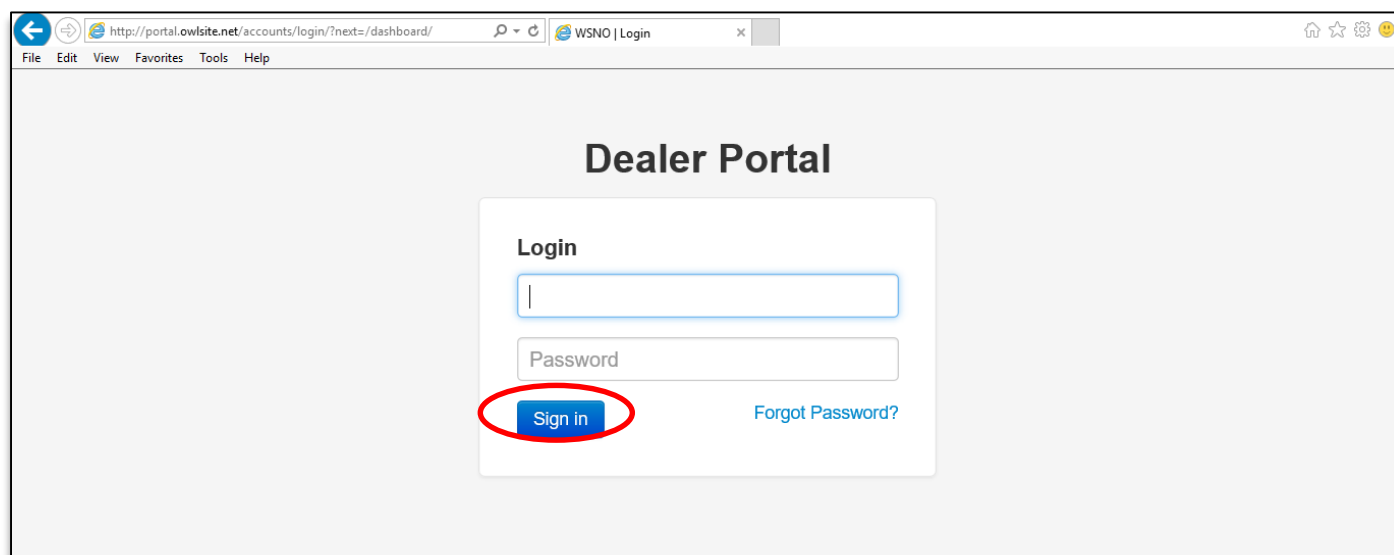 http://portal.owlsite.net/accounts/login/?next=/dashboard/ WSNO | Login
File Edit View Favorites Tools Help
Dealer Portal
Login
Password
Sign in Forgot Password?